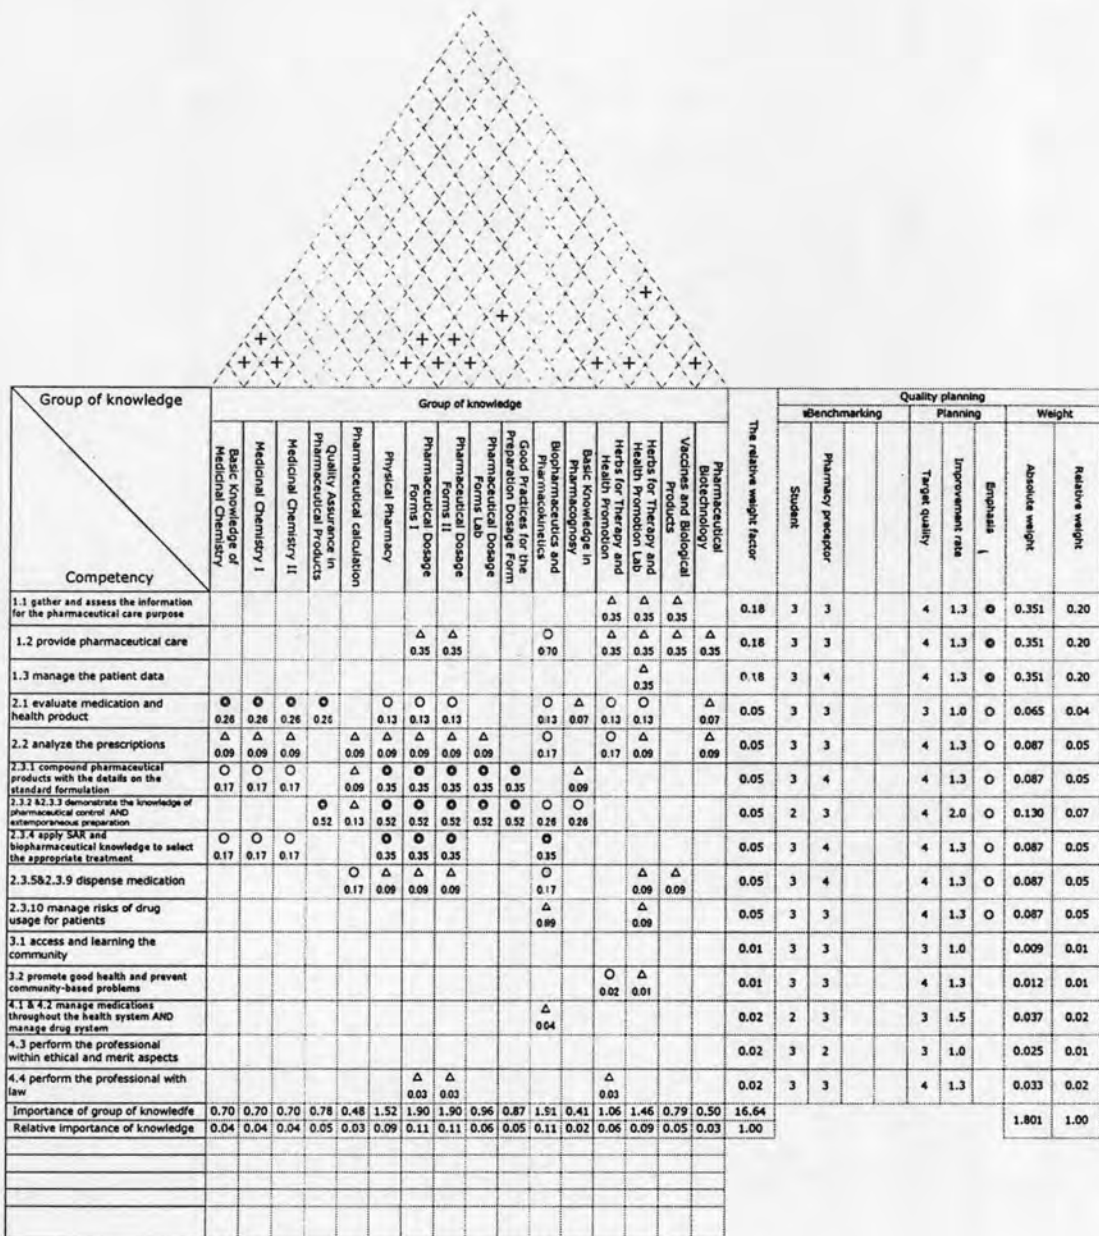 +
+
+ + +
+ + + + + + + +
Group of knowledge
Competency
Group of knowledge
Basic Knowledge of
Medicinal Chemistry
Medicinal Chemistry I
Medicinal Chemistry II
Quality Assurance in
Pharmaceutical Products
Pharmaceutical calculation
Physical Pharmacy
Pharmaceutical Dosage
Forms I
Pharmaceutical Dosage
Forms II
Pharmaceutical Dosage
Forms Lab
Good Practices for the
Preparation Dosage Form
Biopharmaceutics and
Pharmacokinetics
Basic Knowledge in
Pharmacognosy
Herbs for Therapy and
Health Promotion
Herbs for Therapy and
Health Promotion Lab
Vaccines and Biological
Products
Pharmaceutical
Biotechnology
The relative weight factor
Quality planning
Benchmarking Planning Weight
Student
Pharmacy preceptor
Target quality
Improvement rate
Emphasis
Absolute weight
Relative weight
1.1 gather and assess the information
for the pharmaceutical care purpose
△ △ △
0.35 0.35 0.35
0.18 3 3 4 1.3 ◎ 0.351 0.20
1.2 provide pharmaceutical care
△ △ ○ △ △ △ △
0.35 0.35 0.70 0.35 0.35 0.35 0.35
0.18 3 3 4 1.3 ◎ 0.351 0.20
1.3 manage the patient data
△
0.35
0.18 3 4 4 1.3 ◎ 0.351 0.20
2.1 evaluate medication and
health product
◎ ◎ ◎ ◎ ○ ○ ○ ○ △ ○ ○ △
0.26 0.26 0.26 0.26 0.13 0.13 0.13 0.13 0.07 0.13 0.13 0.07
0.05 3 3 3 1.0 ○ 0.065 0.04
2.2 analyze the prescriptions
△ △ △ △ △ △ △ △ ○ ○ △ △
0.09 0.09 0.09 0.09 0.09 0.09 0.09 0.09 0.17 0.17 0.09 0.09
0.05 3 3 4 1.3 ○ 0.087 0.05
2.3.1 compound pharmaceutical
products with the details on the
standard formulation
○ ○ ○ △ ◎ ◎ ◎ ◎ ◎ △
0.17 0.17 0.17 0.09 0.35 0.35 0.35 0.35 0.35 0.09
0.05 3 4 4 1.3 ○ 0.087 0.05
2.3.2 &2.3.3 demonstrate the knowledge of
pharmaceutical control AND
extemporaneous preparation
◎ △ ◎ ◎ ◎ ◎ ◎ ○ ○
0.52 0.13 0.52 0.52 0.52 0.52 0.52 0.26 0.26
0.05 2 3 4 2.0 ○ 0.130 0.07
2.3.4 apply SAR and
biopharmaceutical knowledge to select
the appropriate treatment
○ ○ ○ ◎ ◎ ◎ ◎
0.17 0.17 0.17 0.35 0.35 0.35 0.35
0.05 3 4 4 1.3 ○ 0.087 0.05
2.3.5&2.3.9 dispense medication
○ △ △ △ ○ △ △
0.17 0.09 0.09 0.09 0.17 0.09 0.09
0.05 3 4 4 1.3 ○ 0.087 0.05
2.3.10 manage risks of drug
usage for patients
△ △
0.09 0.09
0.05 3 3 4 1.3 ○ 0.087 0.05
3.1 access and learning the
community
0.01 3 3 3 1.0 0.009 0.01
3.2 promote good health and prevent
community-based problems
○ △
0.02 0.01
0.01 3 3 4 1.3 0.012 0.01
4.1 & 4.2 manage medications
throughout the health system AND
manage drug system
△
0.04
0.02 2 3 3 1.5 0.037 0.02
4.3 perform the professional
within ethical and merit aspects
0.02 3 2 3 1.0 0.025 0.01
4.4 perform the professional with
law
△ △ △
0.03 0.03 0.03
0.02 3 3 4 1.3 0.033 0.02
Importance of group of knowledfe 0.70 0.70 0.70 0.78 0.48 1.52 1.90 1.90 0.96 0.87 1.91 0.41 1.06 1.46 0.79 0.50 16.64
Relative importance of knowledge 0.04 0.04 0.04 0.05 0.03 0.09 0.11 0.11 0.06 0.05 0.11 0.02 0.06 0.09 0.05 0.03 1.00
1.801 1.00